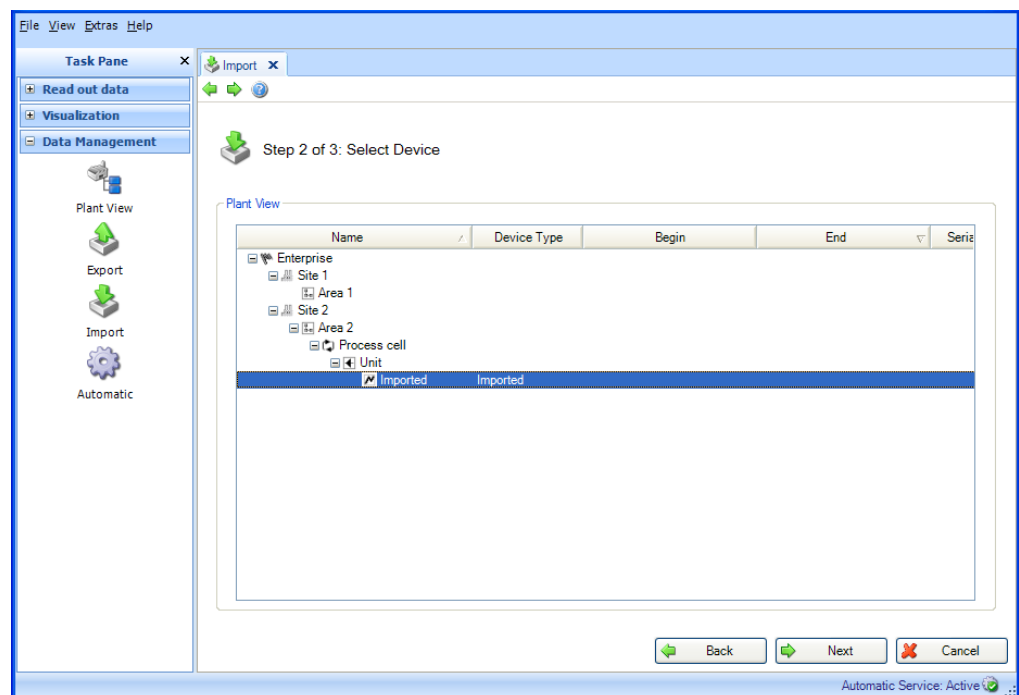 File View Extras Help
Task Pane
Import
Read out data
Visualization
Data Management
Plant View
Export
Import
Automatic
Step 2 of 3: Select Device
Plant View
Name Device Type Begin End Seria
Enterprise
Site 1
Area 1
Site 2
Area 2
Process cell
Unit
Imported Imported
Back Next Cancel
Automatic Service: Active